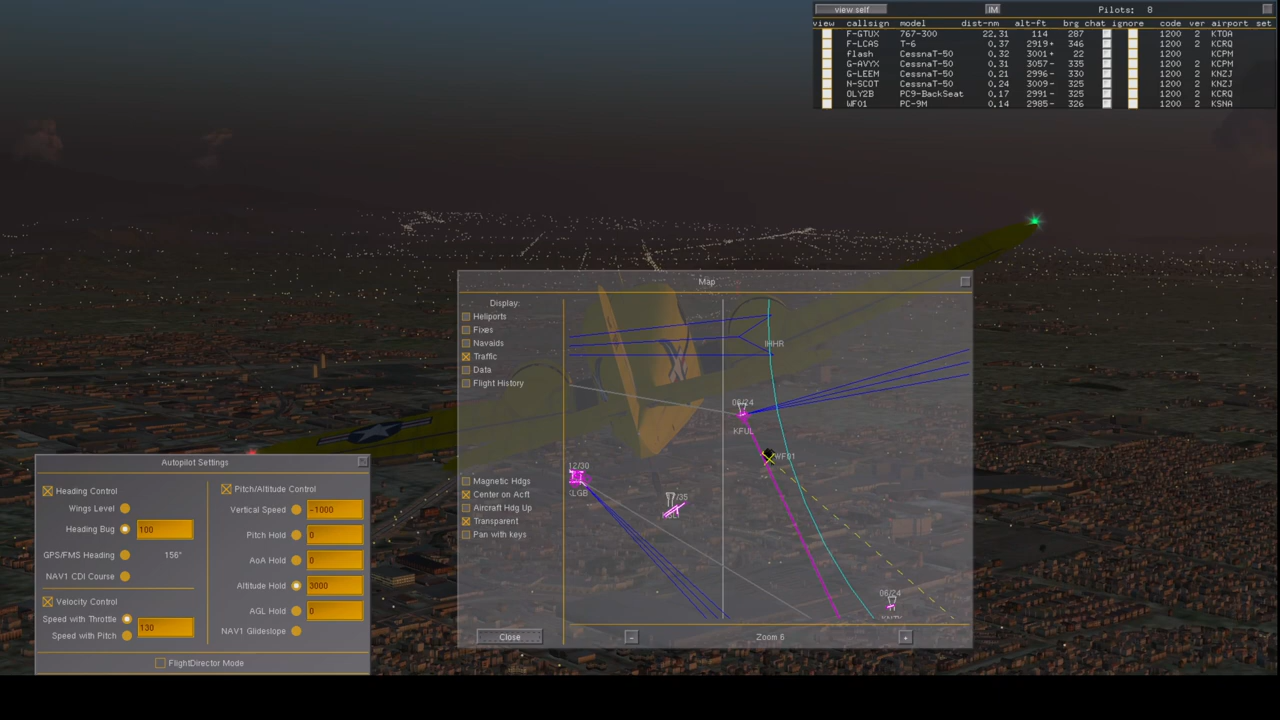 view self IM Pilots: 8
view callsign model dist-nm alt-ft brg chat ignore code ver airport set
F-GTUX 767-300 22.31 114 287 1200 2 KTOA
F-LCAS T-6 0.37 2919+ 346 1200 2 KCRQ
flash CessnaT-50 0.32 3001+ 22 1200 KCPM
G-AVYX CessnaT-50 0.31 3057- 335 1200 2 KCPM
G-LEEM CessnaT-50 0.21 2996- 330 1200 2 KNZJ
N-SCOT CessnaT-50 0.24 3009- 325 1200 2 KNZJ
OLY2B PC9-BackSeat 0.17 2991- 325 1200 2 KCRQ
WF01 PC-9M 0.14 2985- 326 1200 2 KSNA
Map
Display:
Heliports
Fixes
Navaids
Traffic
Data
Flight History
Magnetic Hdgs
Center on Acft
Aircraft Hdg Up
Transparent
Pan with keys
Close
IHHR
06/24
KFUL
WF01
12/30
KLGB
/35
06/24
- Zoom 6 +
Autopilot Settings
Heading Control
Wings Level
Heading Bug 100
GPS/FMS Heading 156°
NAV1 CDI Course
Velocity Control
Speed with Throttle
Speed with Pitch
130
Pitch/Altitude Control
Vertical Speed -1000
Pitch Hold 0
AoA Hold 0
Altitude Hold 3000
AGL Hold 0
NAV1 Glideslope
FlightDirector Mode